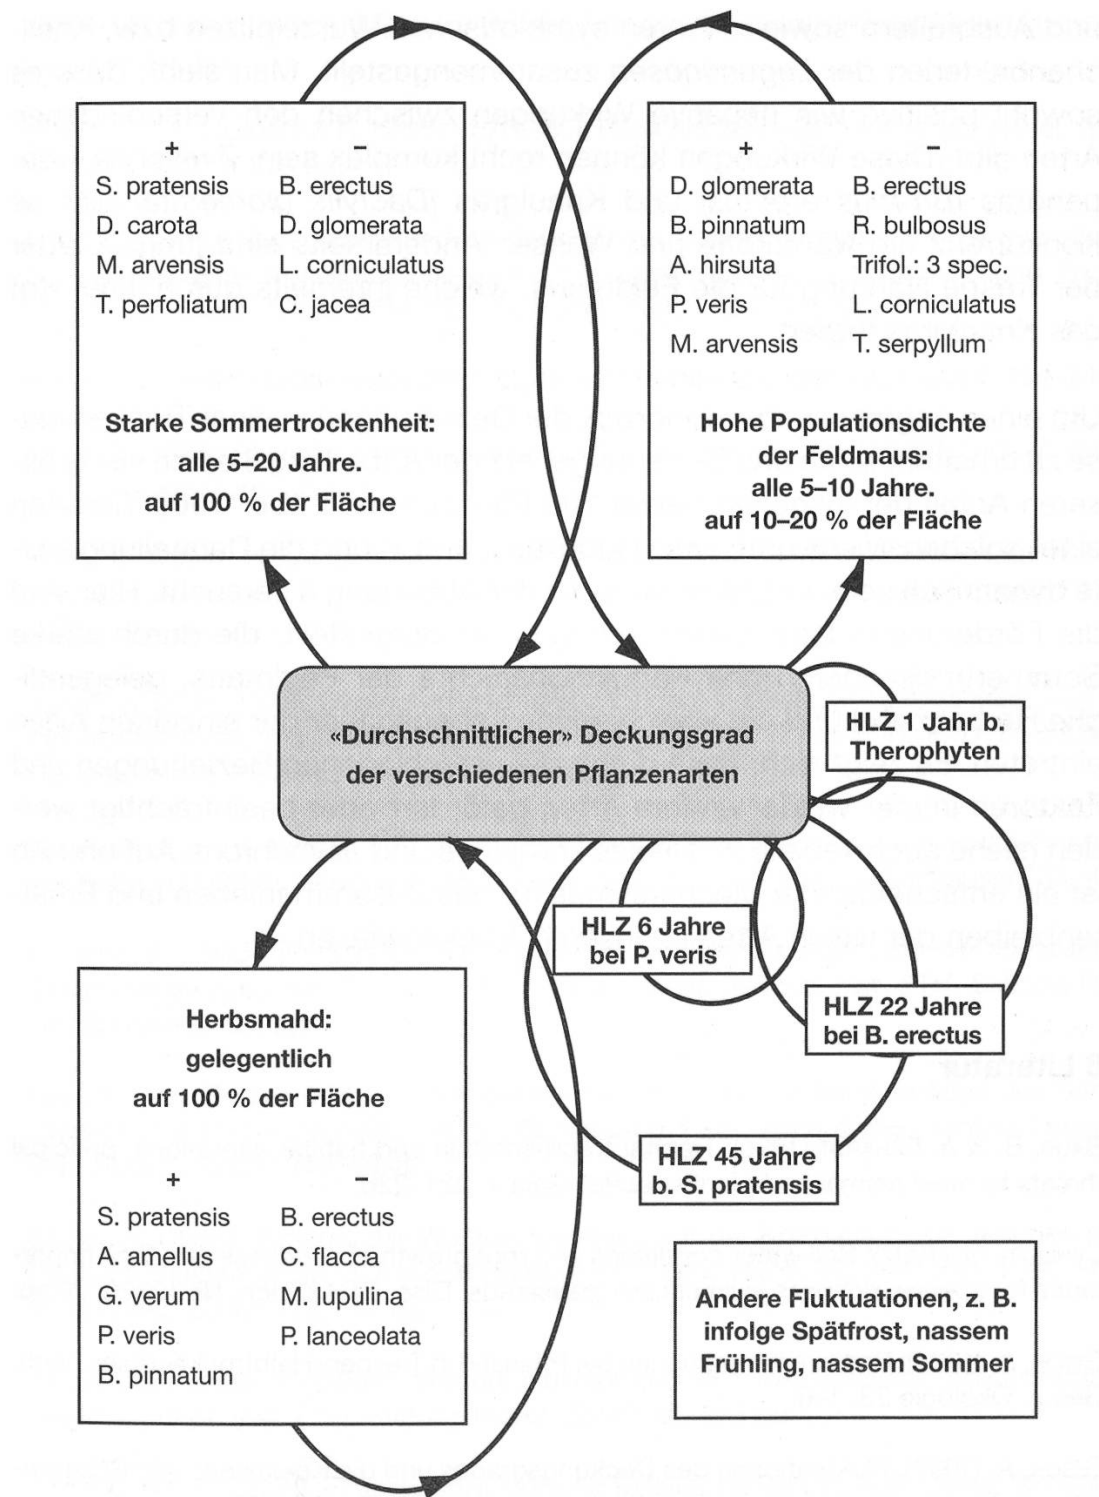 + –
S. pratensis B. erectus
D. carota D. glomerata
M. arvensis L. corniculatus
T. perfoliatum C. jacea
Starke Sommertrockenheit:
alle 5–20 Jahre.
auf 100 % der Fläche
+ –
D. glomerata B. erectus
B. pinnatum R. bulbosus
A. hirsuta Trifol.: 3 spec.
P. veris L. corniculatus
M. arvensis T. serpyllum
Hohe Populationsdichte
der Feldmaus:
alle 5–10 Jahre.
auf 10–20 % der Fläche
«Durchschnittlicher» Deckungsgrad
der verschiedenen Pflanzenarten
HLZ 1 Jahr b.
Therophyten
HLZ 6 Jahre
bei P. veris
HLZ 22 Jahre
bei B. erectus
HLZ 45 Jahre
b. S. pratensis
Herbsmahd:
gelegentlich
auf 100 % der Fläche
+ –
S. pratensis B. erectus
A. amellus C. flacca
G. verum M. lupulina
P. veris P. lanceolata
B. pinnatum
Andere Fluktuationen, z. B.
infolge Spätfrost, nassem
Frühling, nassem Sommer